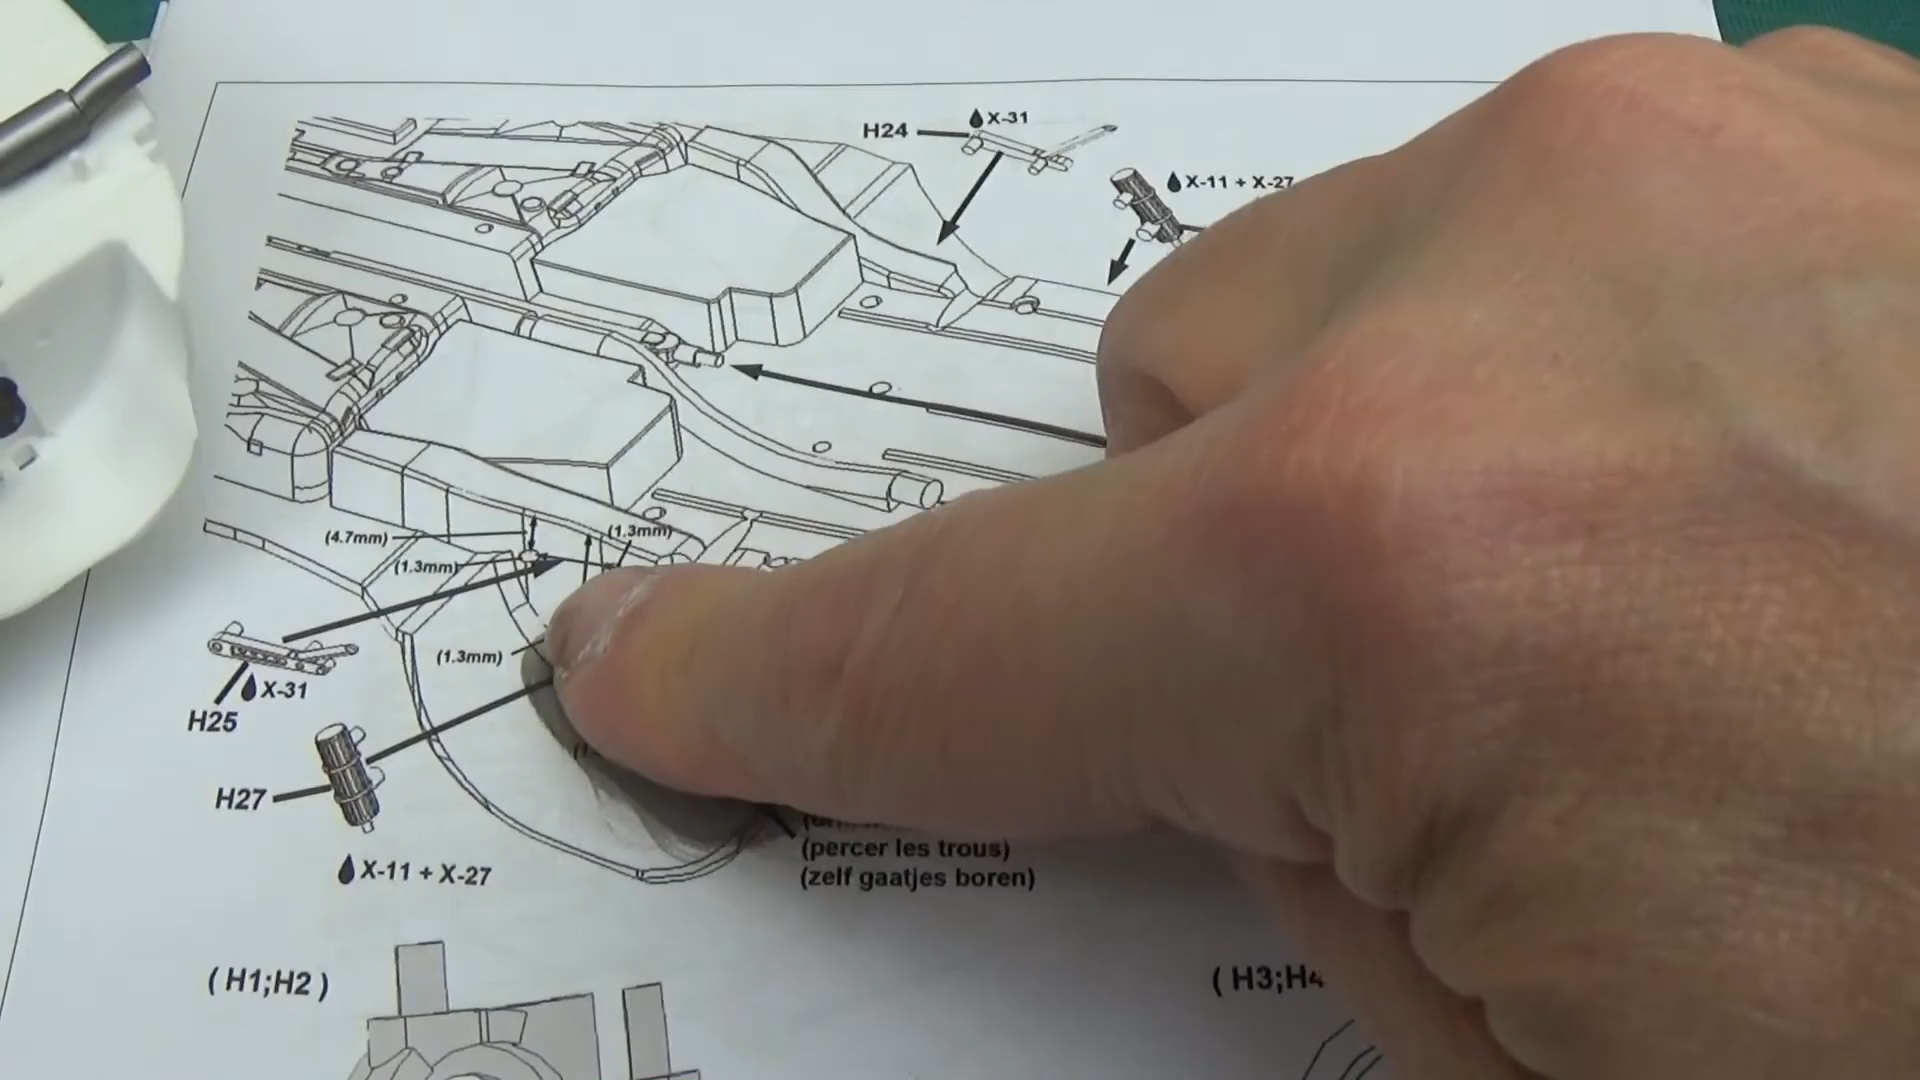 X-31
H24
X-11 + X-27
(4.7mm)
(1.3mm)
(1.3mm)
(1.3mm)
X-31
H25
H27
X-11 + X-27
(percer les trous)
(zelf gaatjes boren)
( H1;H2 )
( H3;H4